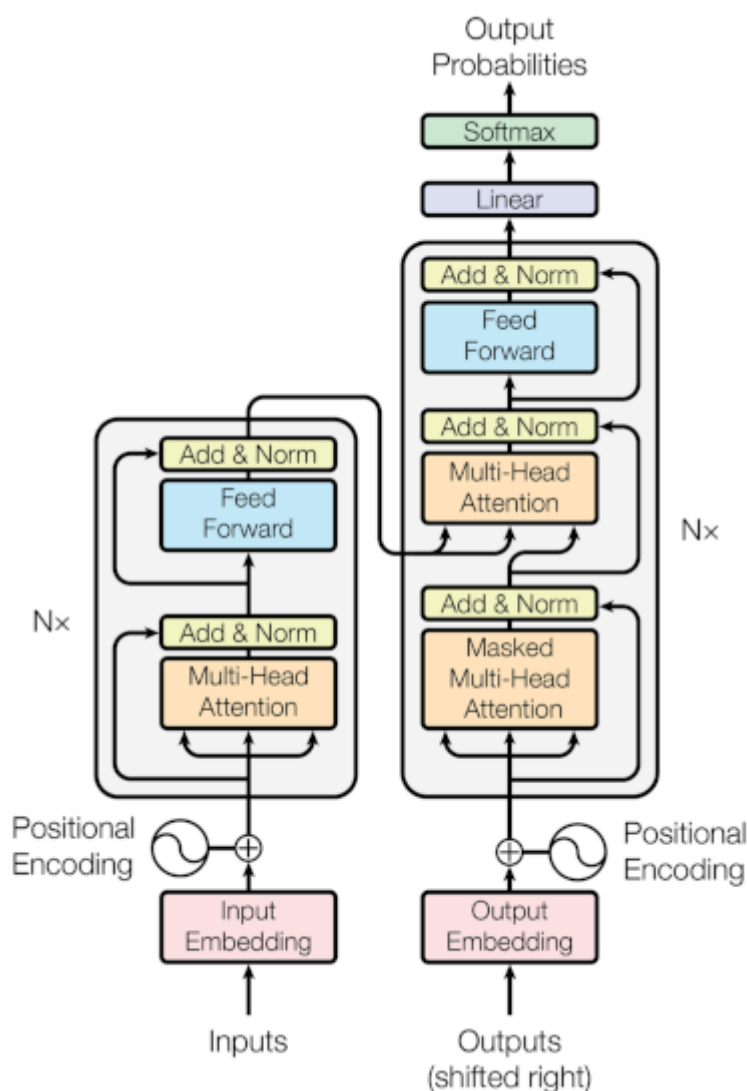 Output
Probabilities
Softmax
Linear
Add & Norm
Feed
Forward
Add & Norm
Multi-Head
Attention
Add & Norm
Masked
Multi-Head
Attention
N×
Positional
Encoding
Output
Embedding
Outputs
(shifted right)
Add & Norm
Feed
Forward
Add & Norm
Multi-Head
Attention
N×
Positional
Encoding
Input
Embedding
Inputs